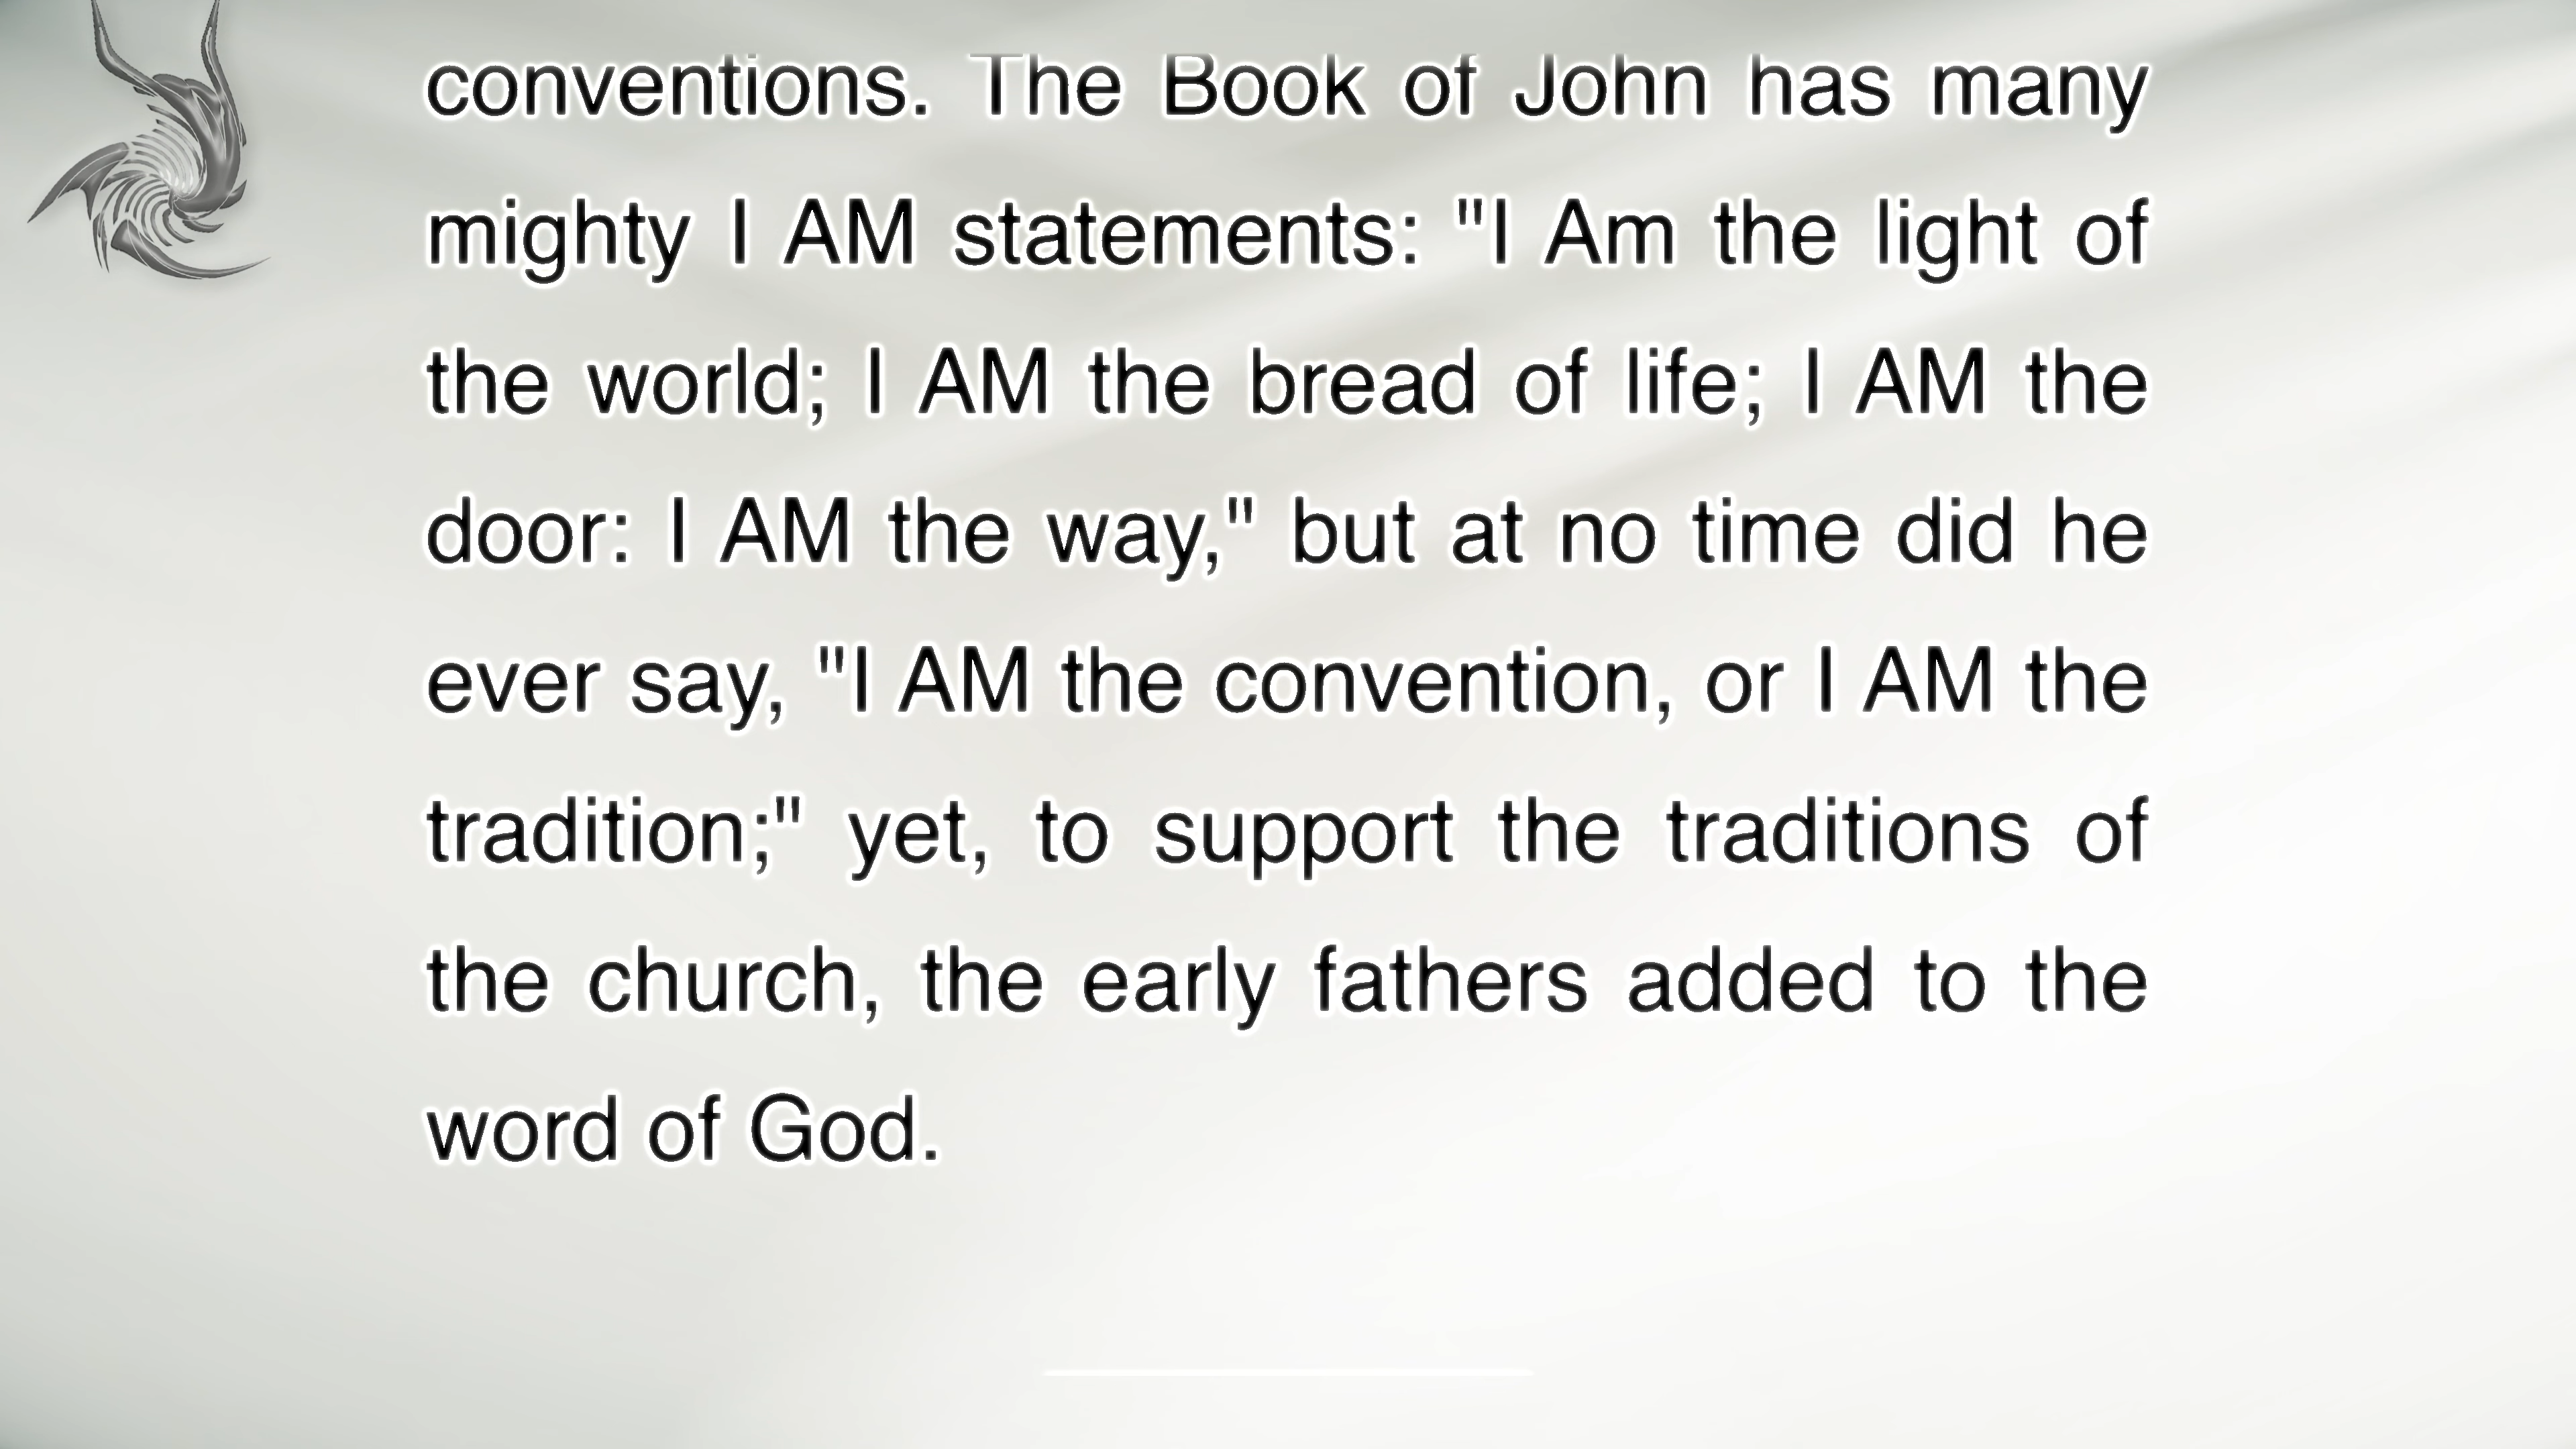 conventions. The Book of John has many
mighty I AM statements: "I Am the light of
the world; I AM the bread of life; I AM the
door: I AM the way," but at no time did he
ever say, "I AM the convention, or I AM the
tradition;" yet, to support the traditions of
the church, the early fathers added to the
word of God.